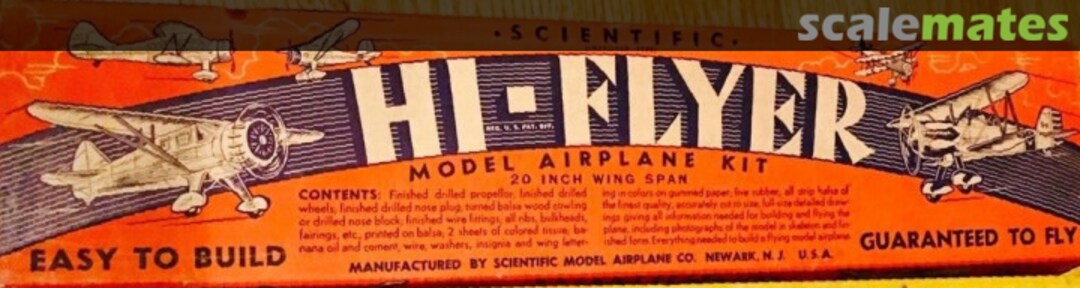 scalemates
·SCIENTIFIC·
HI-FLYER
REG. U. S. PAT. OFF.
MODEL AIRPLANE KIT
20 INCH WING SPAN
CONTENTS: Finished drilled propeller, finished drilled
wheels, finished drilled nose plug, turned balsa wood cowling
or drilled nose block, finished wire fittings, all ribs, bulkheads,
fairings, etc., printed on balsa, 2 sheets of colored tissue, ba-
nana oil and cement, wire, washers, insignia and wing letter-
ing in colors on gummed paper, fine rubber, all strip balsa of
the finest quality, accurately cut to size, full-size detailed draw-
ings giving all information needed for building and flying the
plane, including photographs of the model in skeleton and fin-
ished form. Everything needed to build a flying model airplane
EASY TO BUILD
GUARANTEED TO FLY
MANUFACTURED BY SCIENTIFIC MODEL AIRPLANE CO. NEWARK, N. J. U.S.A.